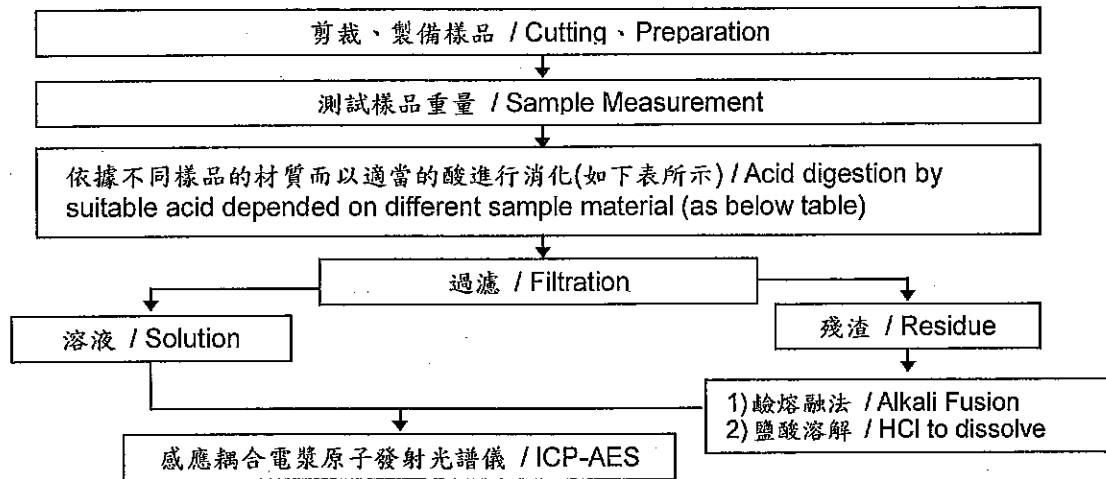 剪裁、製備樣品 / Cutting、Preparation
測試樣品重量 / Sample Measurement
依據不同樣品的材質而以適當的酸進行消化(如下表所示) / Acid digestion by
suitable acid depended on different sample material (as below table)
過濾 / Filtration
溶液 / Solution
殘渣 / Residue
1) 鹼熔融法 / Alkali Fusion
2) 鹽酸溶解 / HCl to dissolve
感應耦合電漿原子發射光譜儀 / ICP-AES